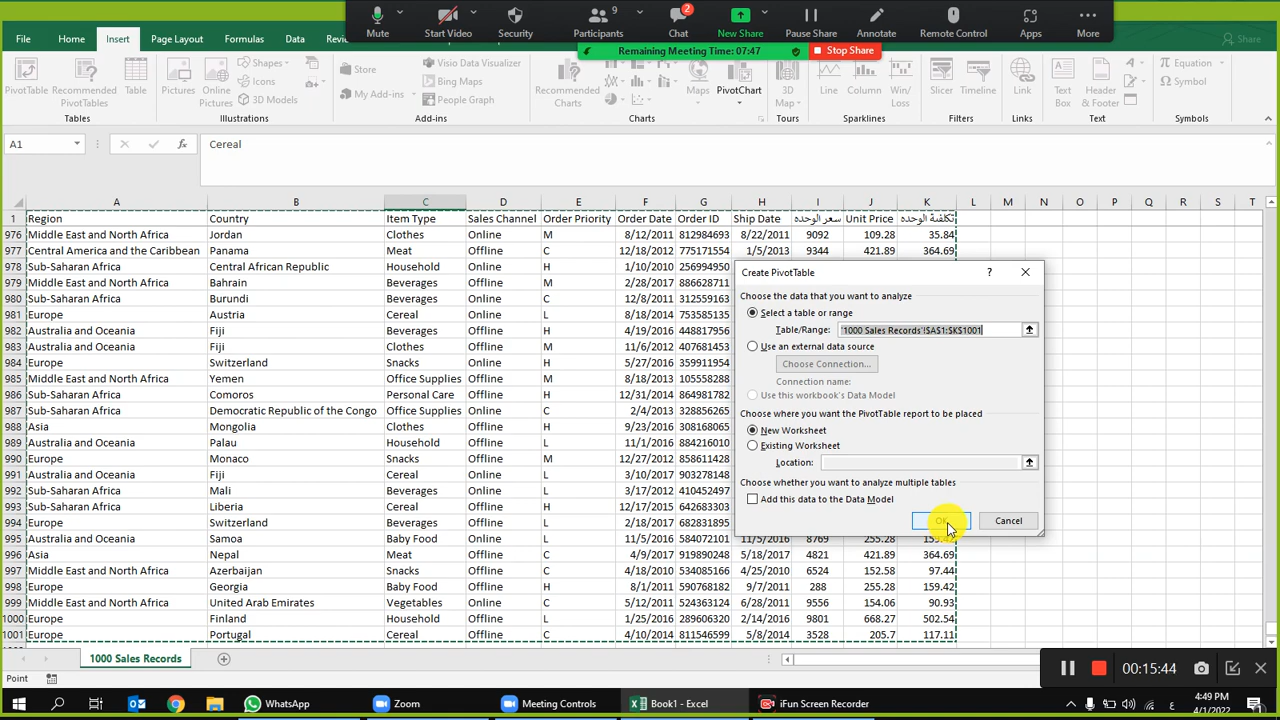 9 2
Mute Start Video Security Participants Chat New Share Pause Share Annotate Remote Control Apps More
Remaining Meeting Time: 07:47 Stop Share
File Home Insert Page Layout Formulas Data Share
PivotTable Recommended PivotTables Table Pictures Online Pictures Shapes Icons 3D Models Store My Add-ins Visio Data Visualizer Bing Maps People Graph Recommended Charts Maps PivotChart 3D Map Line Column Win/Loss Slicer Timeline Link Text Box Header & Footer Equation Symbol
Tables Illustrations Add-ins Charts Tours Sparklines Filters Links Text Symbols
A1 fx Cereal
A B C D E F G H I J K L M N O P Q R S T
1 Region Country Item Type Sales Channel Order Priority Order Date Order ID Ship Date سعر الوحده Unit Price تكلفية الوحده
976 Middle East and North Africa Jordan Clothes Online M 8/12/2011 812984693 8/22/2011 9092 109.28 35.84
977 Central America and the Caribbean Panama Meat Offline C 12/18/2012 775171554 1/5/2013 9344 421.89 364.69
978 Sub-Saharan Africa Central African Republic Household Online H 1/10/2010 256994950
979 Middle East and North Africa Bahrain Beverages Online M 2/28/2017 886628711
980 Sub-Saharan Africa Burundi Beverages Online C 12/8/2011 312559163
981 Europe Austria Cereal Online L 8/14/2014 753585135
982 Australia and Oceania Fiji Beverages Online H 4/19/2016 448817956
983 Australia and Oceania Fiji Clothes Offline M 11/6/2012 407681453
984 Europe Switzerland Snacks Online H 5/27/2016 359911954
985 Middle East and North Africa Yemen Office Supplies Offline M 8/18/2013
986 Sub-Saharan Africa Comoros Personal Care Offline H 12/31/2014 864981782
987 Sub-Saharan Africa Democratic Republic of the Congo Office Supplies Offline C 2/4/2013 328856265
988 Asia Mongolia Clothes Offline H 9/23/2016 308168065
989 Australia and Oceania Palau Household Offline L 11/1/2016 884216010
990 Europe Monaco Snacks Offline M 12/27/2012 858611428
991 Australia and Oceania Fiji Cereal Online L 3/10/2017 903278148
992 Sub-Saharan Africa Mali Beverages Online L 3/17/2012 410452497
993 Sub-Saharan Africa Liberia Cereal Offline C 12/17/2015 642683303
994 Europe Switzerland Snacks Online L 2/18/2017 682831895
995 Australia and Oceania Samoa Baby Food Online L 11/5/2016 584072101 11/5/2016 8769 255.28
996 Asia Nepal Meat Offline C 4/9/2017 919890248 5/18/2017 4821 421.89 364.69
997 Middle East and North Africa Azerbaijan Snacks Offline C 4/18/2010 534085166 4/25/2010 6524 152.58 97.44
998 Europe Georgia Baby Food Offline H 8/1/2011 590768182 9/7/2011 288 255.28 159.42
999 Middle East and North Africa United Arab Emirates Vegetables Online C 5/12/2011 524363124 6/28/2011 9556 154.06 90.93
1000 Europe Finland Household Offline L 1/25/2016 289606320 2/14/2016 9801 668.27 502.54
1001 Europe Portugal Cereal Offline C 4/10/2014 811546599 5/8/2014 3528 205.7 117.11
Create PivotTable ?
Choose the data that you want to analyze
Select a table or range
Table/Range: '1000 Sales Records'!$A$1:$K$1001
Use an external data source
Choose Connection...
Connection name:
Use this workbook's Data Model
Choose where you want the PivotTable report to be placed
New Worksheet
Existing Worksheet
Location:
Choose whether you want to analyze multiple tables
Add this data to the Data Model
OK Cancel
1000 Sales Records
Point
00:15:44
WhatsApp Zoom Meeting Controls Book1 - Excel iFun Screen Recorder
4:49 PM
4/1/2022